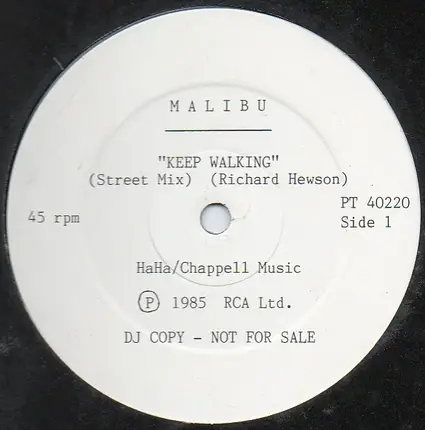 MALIBU
"KEEP WALKING"
(Street Mix) (Richard Hewson)
45 rpm
PT 40220
Side 1
HaHa/Chappell Music
Ⓟ 1985 RCA Ltd.
DJ COPY - NOT FOR SALE